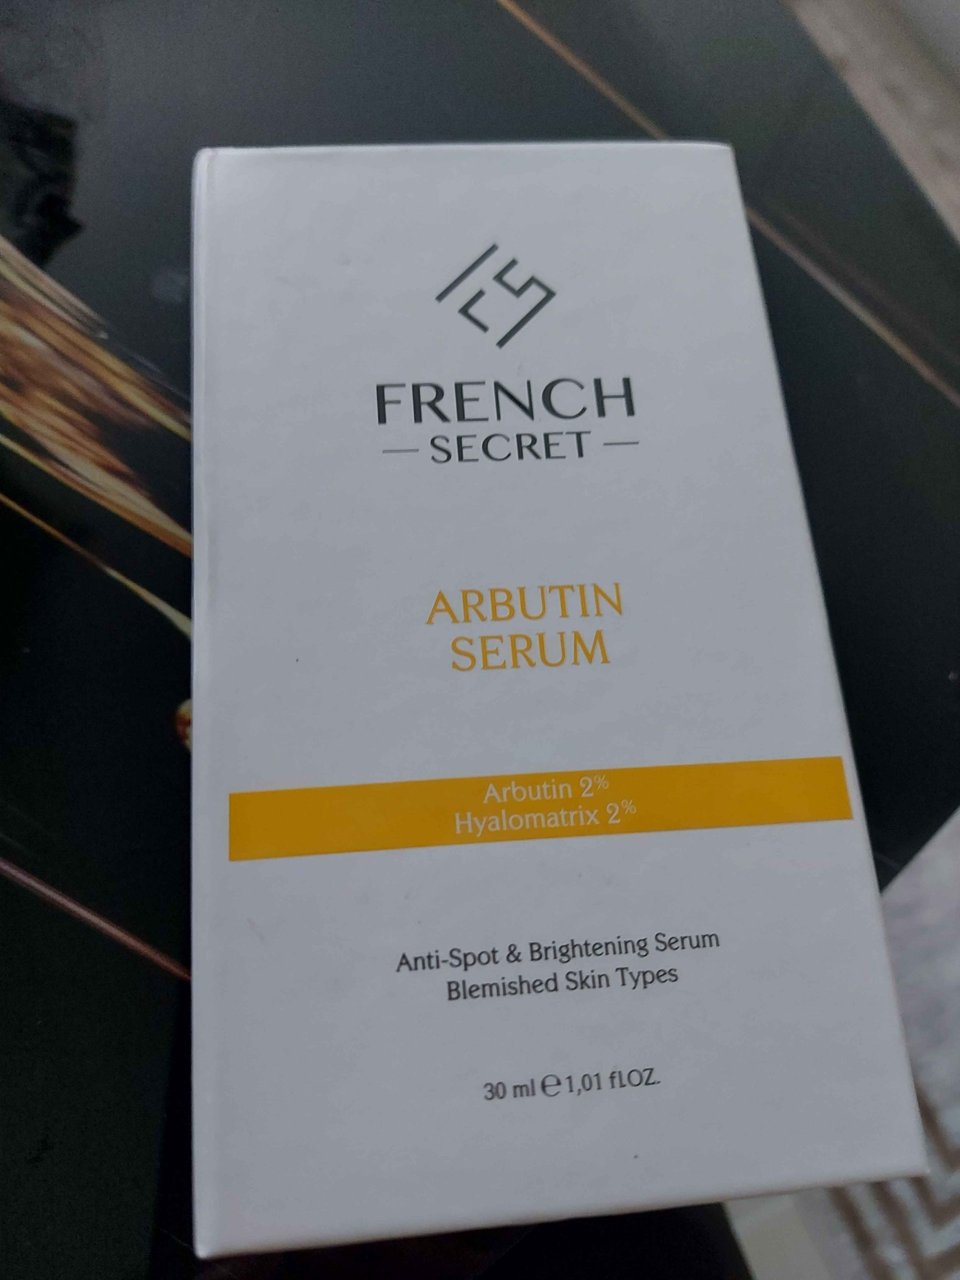 FS
FRENCH
SECRET
ARBUTIN
SERUM
Arbutin 2%
Hyalomatrix 2%
Anti-Spot & Brightening Serum
Blemished Skin Types
30 ml ℮ 1,01 fl.OZ.